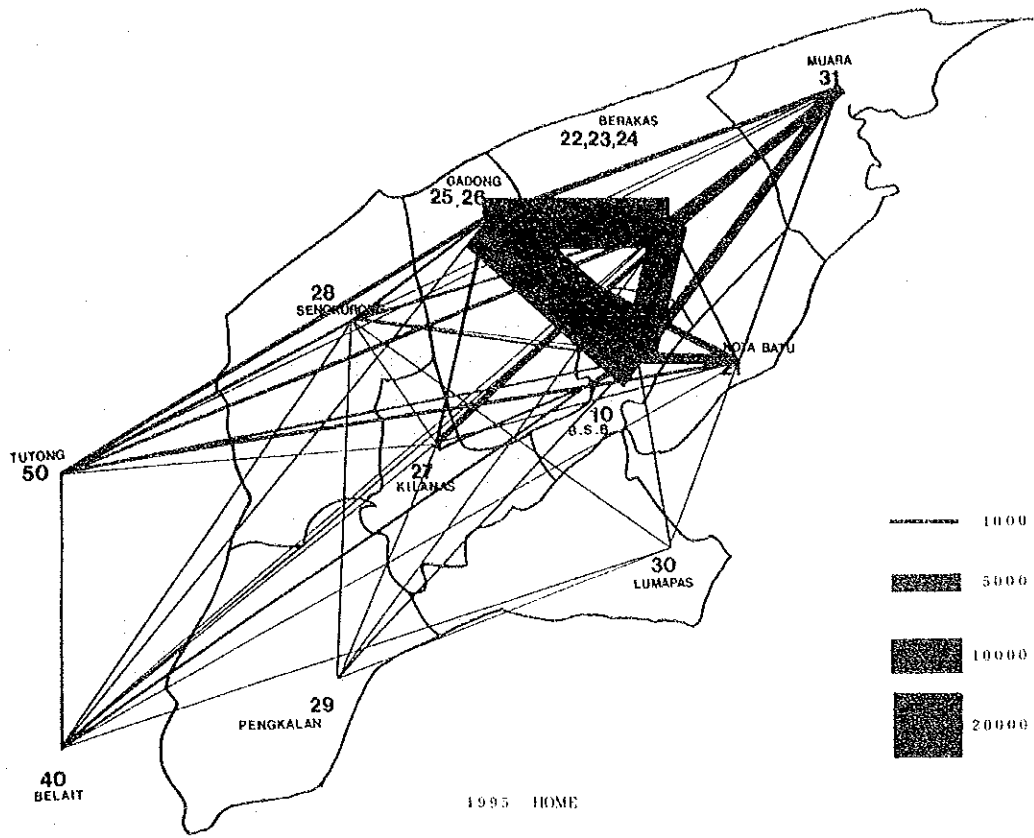 MUARA
31
BERAKAS
22,23,24
GADONG
25,26
28
SENGKURONG
KOTA BATU
21
10
B.S.B.
TUTONG
50
27
KILANAS
30
LUMAPAS
29
PENGKALAN
40
BELAIT
1000
5000
10000
20000
1995 HOME